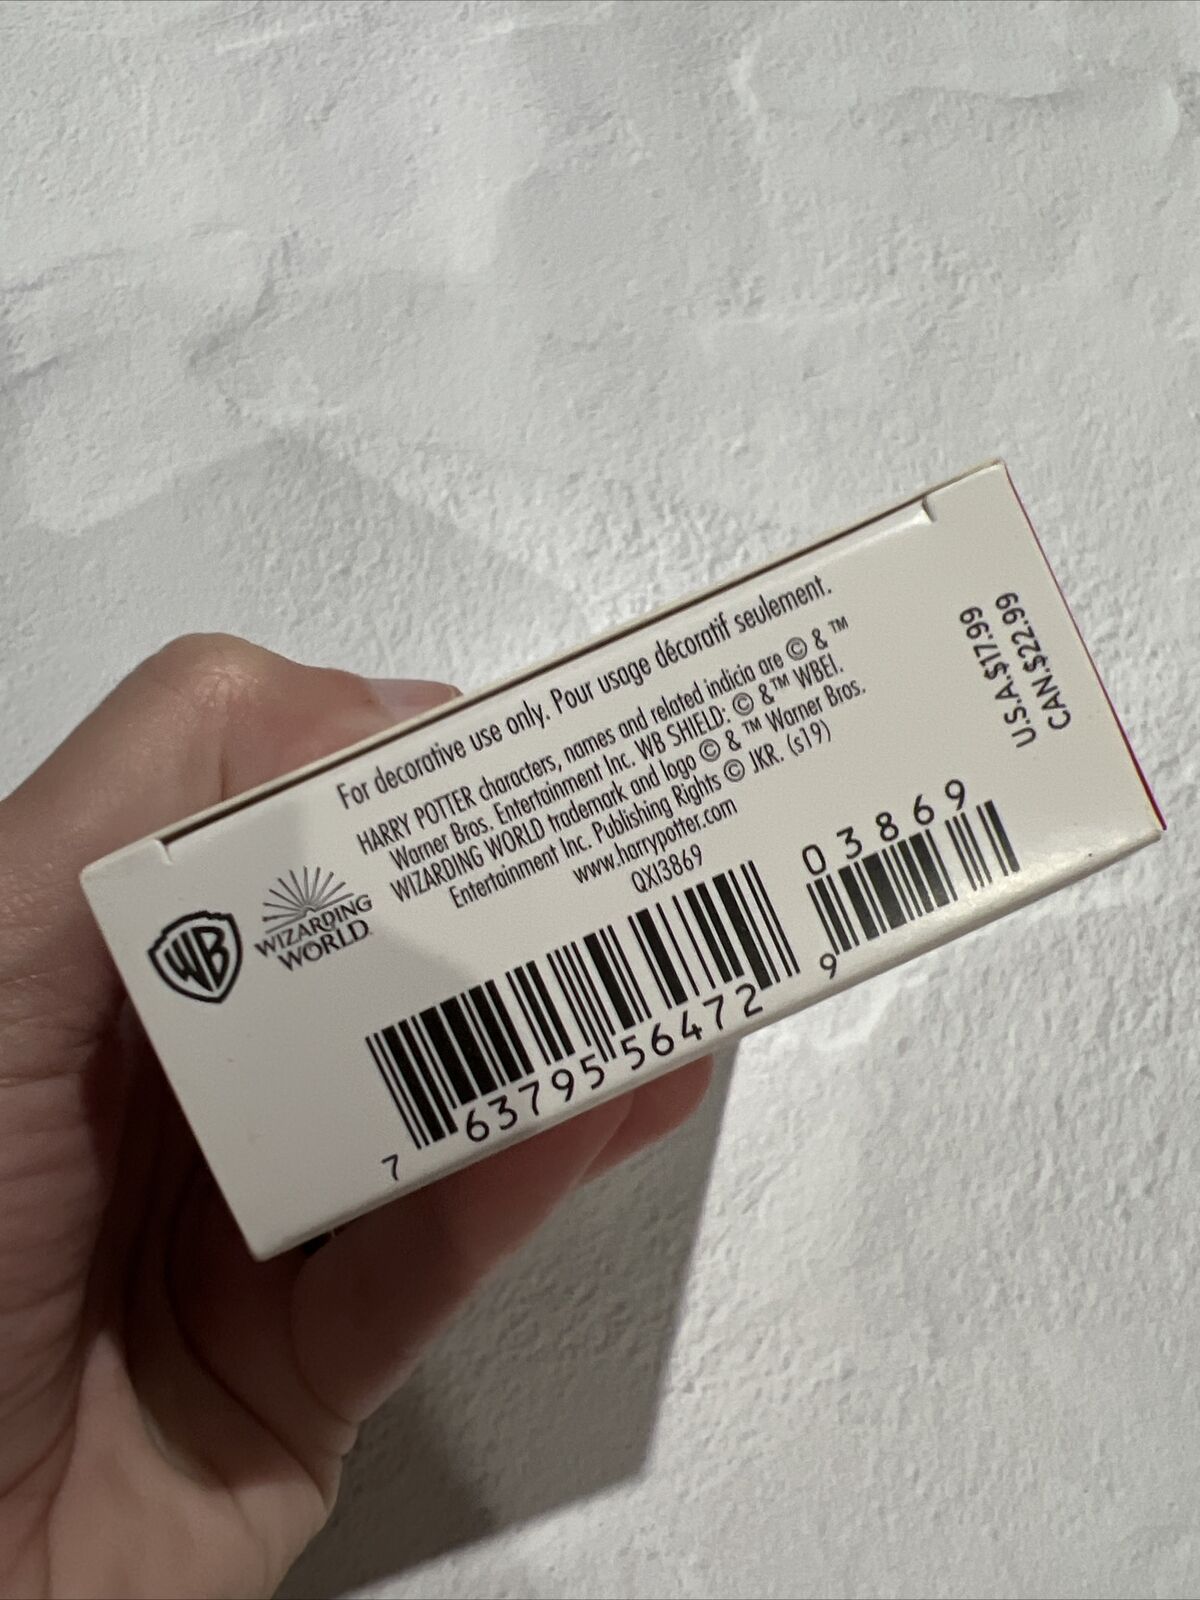 For decorative use only. Pour usage décoratif seulement.
HARRY POTTER characters, names and related indicia are © & ™
Warner Bros. Entertainment Inc. WB SHIELD: © & ™ WBEI.
WIZARDING WORLD trademark and logo © & ™ Warner Bros.
Entertainment Inc. Publishing Rights © JKR. (s19)
www.harrypotter.com
QXI3869
WB
WIZARDING
WORLD
7 63795 56472 9
03869
U.S.A.$17.99
CAN.$22.99